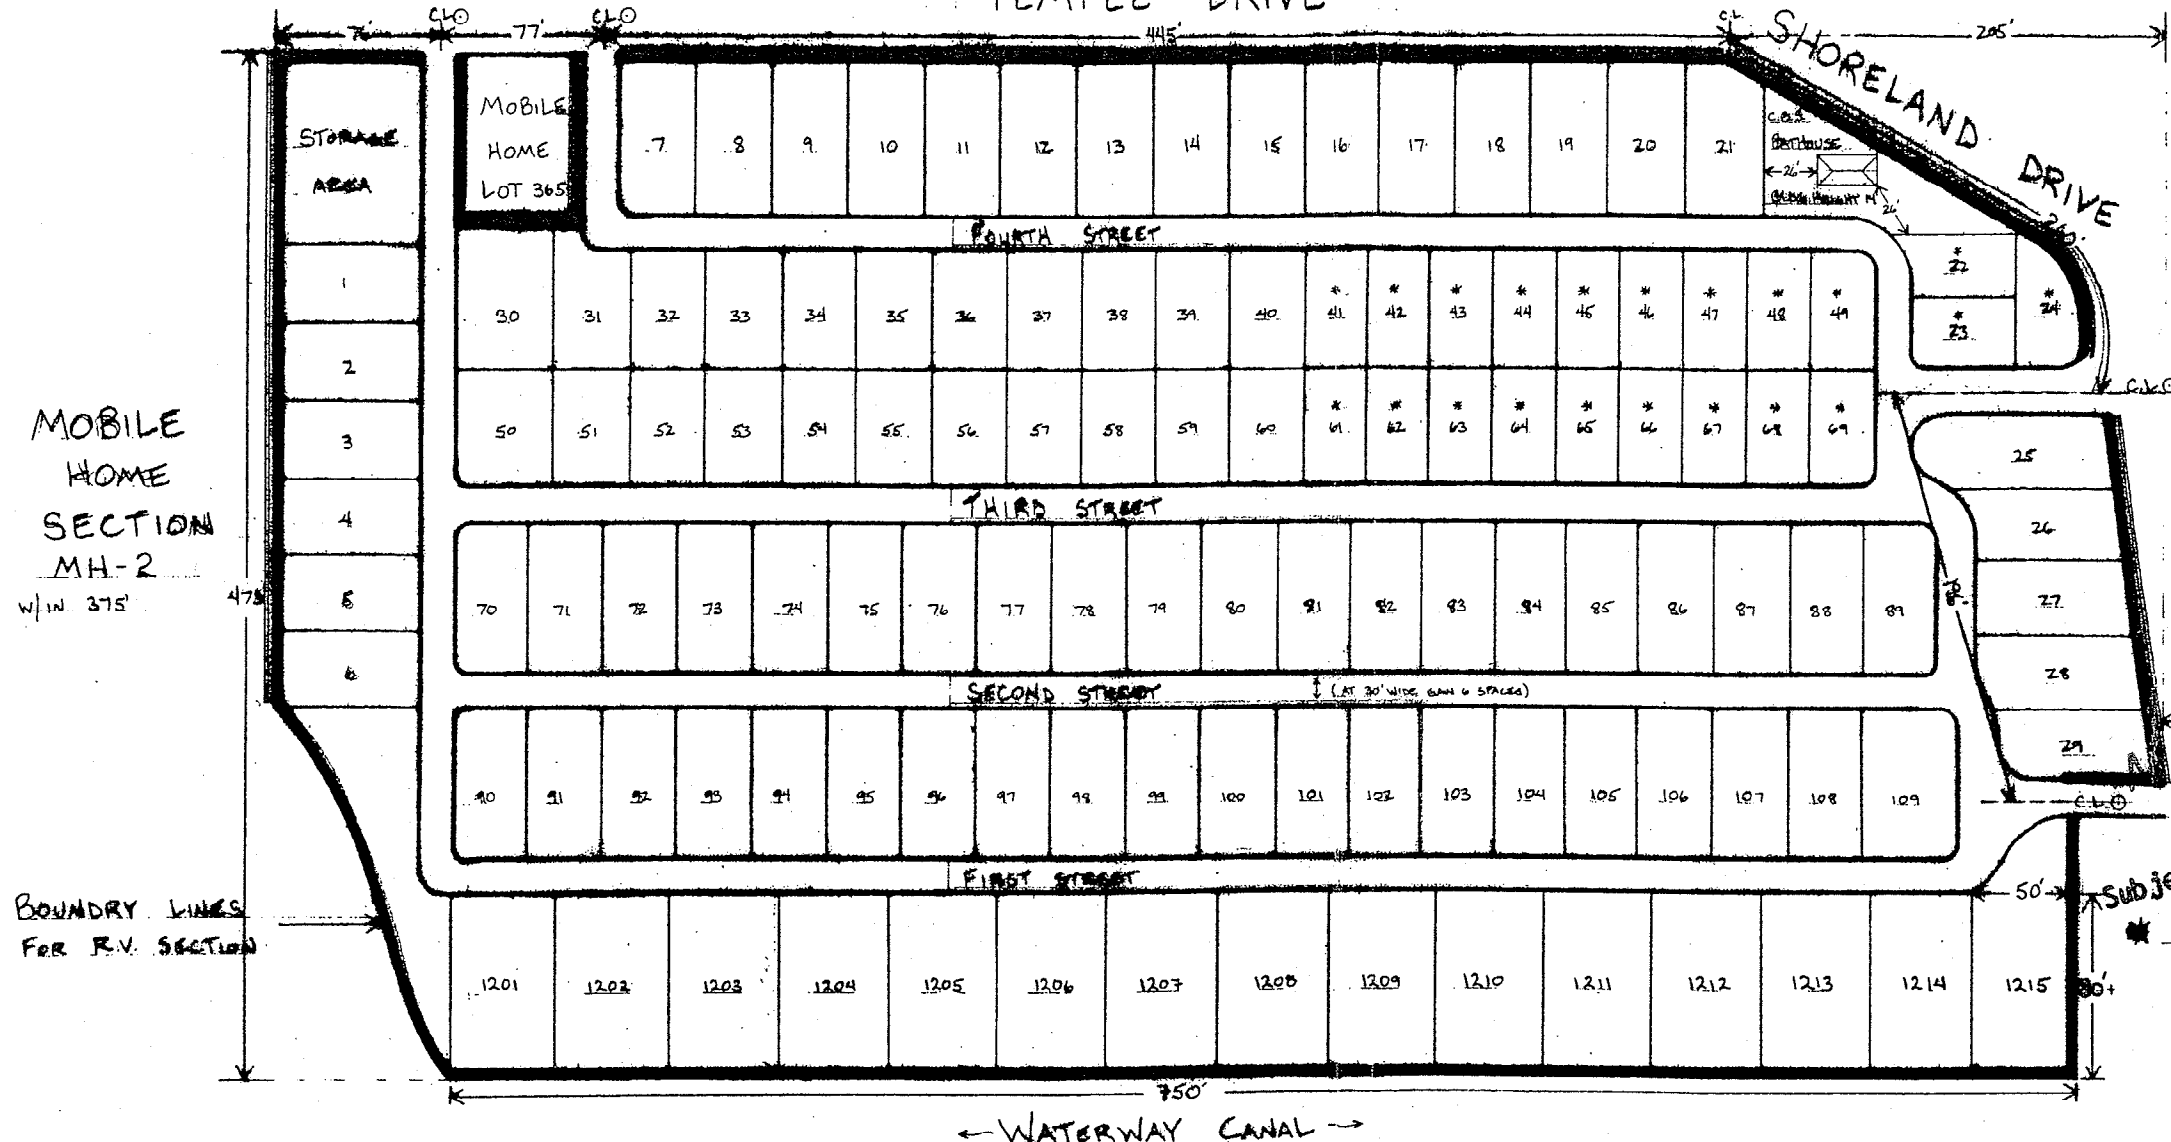 TEMPLE DRIVE
C.L.
C.L.
C.L.
76'
77'
445'
205'
SHORELAND DRIVE
STORAGE
AREA
MOBILE
HOME
LOT 365
7 8 9 10 11 12 13 14 15 16 17 18 19 20 21
26'
26'
FOURTH STREET
1
2
3
4
5
6
* 22
* 23
* 24
30 31 32 33 34 35 36 37 38 39 40 * 41 * 42 * 43 * 44 * 45 * 46 * 47 * 48 * 49
50 51 52 53 54 55 56 57 58 59 60 * 61 * 62 * 63 * 64 * 65 * 66 * 67 * 68 * 69
C.L.
MOBILE
HOME
SECTION
MH-2
W/IN 375'
THIRD STREET
25
26
27
28
29
70 71 72 73 74 75 76 77 78 79 80 81 82 83 84 85 86 87 88 89
SECOND STREET
(AT 30' WIDE GAIN 6 SPACES)
90 91 92 93 94 95 96 97 98 99 100 101 102 103 104 105 106 107 108 109
C.L.
FIRST STREET
50'
BOUNDRY LINES
FOR R.V. SECTION
1201 1202 1203 1204 1205 1206 1207 1208 1209 1210 1211 1212 1213 1214 1215
750'
← WATERWAY CANAL →